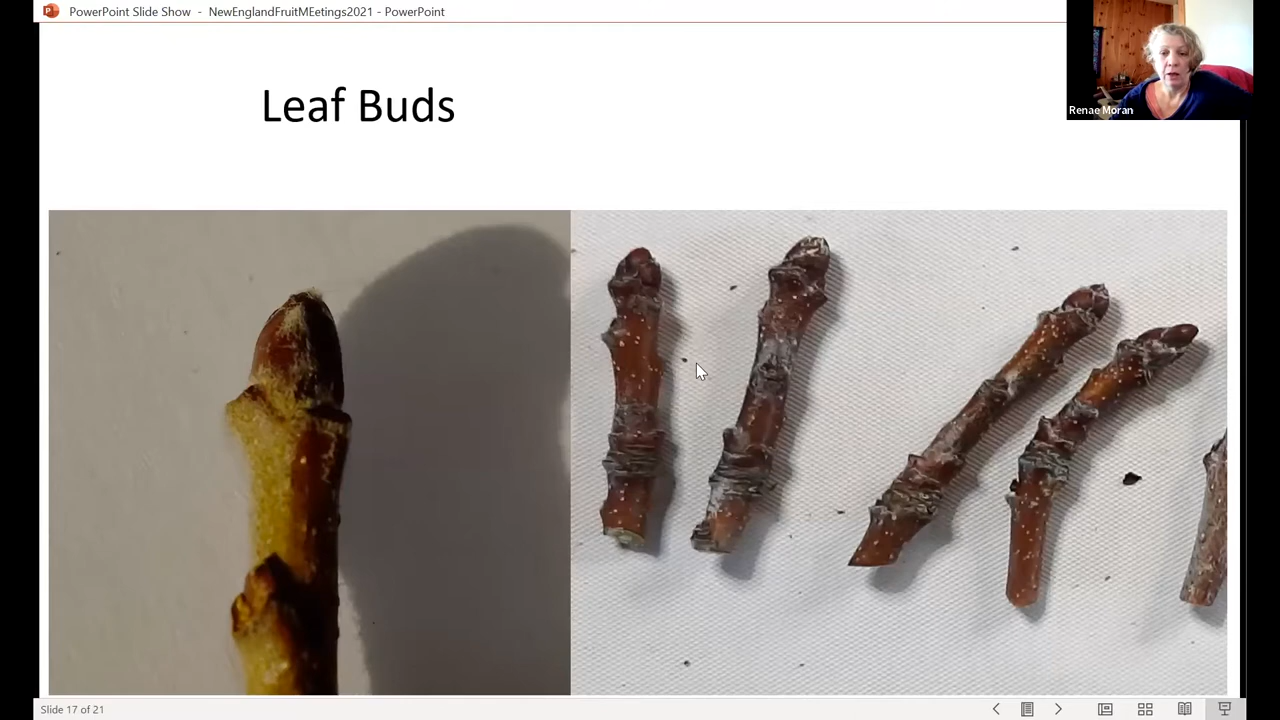 PowerPoint Slide Show - NewEnglandFruitMEetings2021 - PowerPoint
Renae Moran
Leaf Buds
Slide 17 of 21